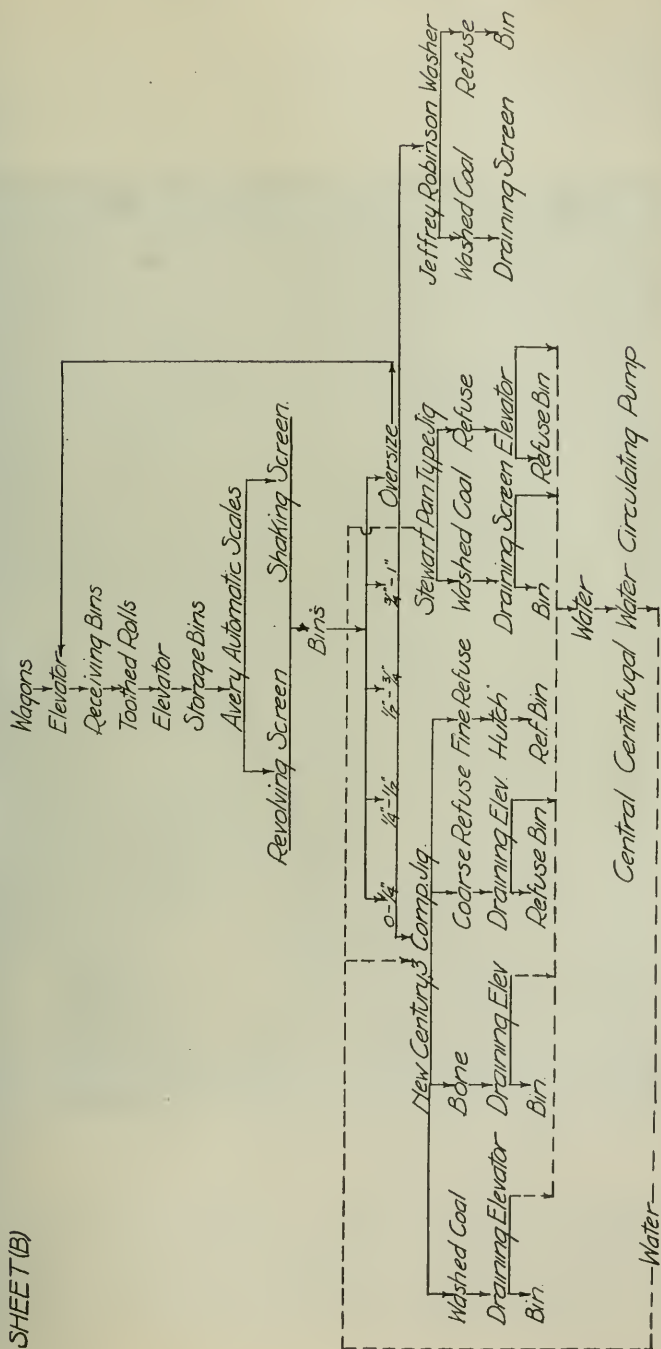 SHEET (B)
Wagons
Elevator
Receiving Bins
Toothed Rolls
Elevator
Storage Bins
Avery Automatic Scales
Revolving Screen Shaking Screen.
Bins
0-¼" ¼"-½" ½"-¾" ¾"-1" Oversize
New Century, 3 Comp. Jig. Stewart Pan Type Jig Jeffrey Robinson Washer
Washed Coal Bone Coarse Refuse Fine Refuse Washed Coal Refuse Washed Coal Refuse
Draining Elevator Draining Elev Draining Elev. Hutch Draining Screen Elevator Draining Screen Bin
Bin. Bin. Refuse Bin. Ref. Bin Bin Refuse Bin
Water
Central Centrifugal Water Circulating Pump
Water